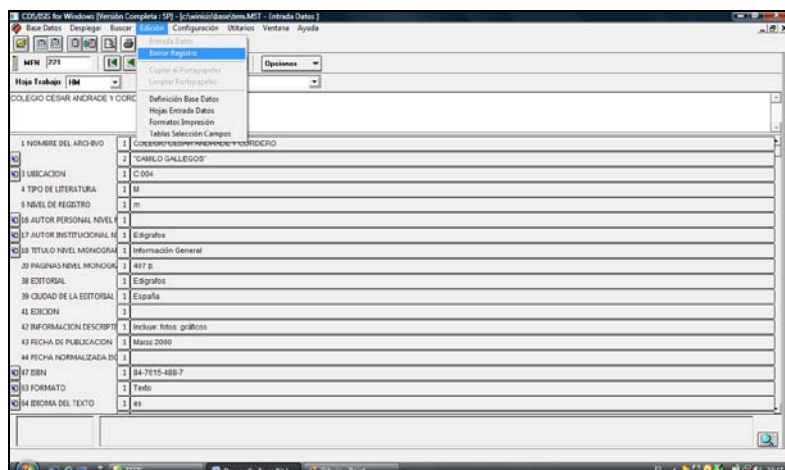 CDS/ISIS for Windows (Versión Completa : SP) - [c:\winisis\base\tem.MST - Entrada Datos ]
Base Datos Desplegar Buscar Edición Configuración Utilitarios Ventana Ayuda
Entrada Datos
Borrar Registro
MFN 221
Opciones
Copiar al Portapapeles
Hoja Trabajo: HM
Limpiar Portapapeles
COLEGIO CESAR ANDRADE Y CORD
Definición Base Datos
Hojas Entrada Datos
Formatos Impresión
Tablas Selección Campos
1 NOMBRE DEL ARCHIVO 1 COLEGIO CESAR ANDRADE Y CORDERO
2 "CAMILO GALLEGOS"
3 UBICACION 1 C 004
4 TIPO DE LITERATURA 1 M
6 NIVEL DE REGISTRO 1 m
16 AUTOR PERSONAL NIVEL 1
17 AUTOR INSTITUCIONAL 1 Edigrafos
18 TITULO NIVEL MONOGRAF 1 Información General
20 PAGINAS NIVEL MONOGR 1 407 p.
38 EDITORIAL 1 Edigrafos
39 CIUDAD DE LA EDITORIAL 1 España
41 EDICION 1
42 INFORMACION DESCRIPTI 1 Incluye: fotos. gráficos
43 FECHA DE PUBLICACION 1 Marzo 2000
44 FECHA NORMALIZADA ISO 1
47 ISBN 1 84-7615-488-7
63 FORMATO 1 Texto
64 IDIOMA DEL TEXTO 1 es